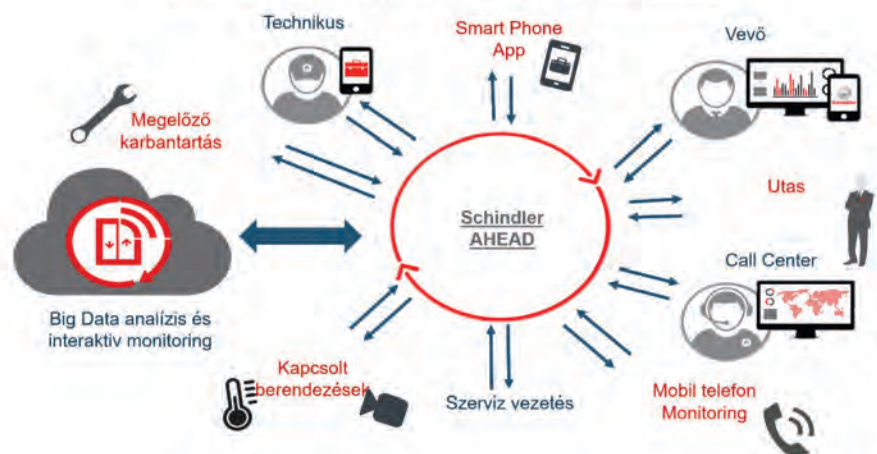 Technikus
Smart Phone
App
Vevő
Megelőző
karbantartás
Utas
Schindler
AHEAD
Call Center
Big Data analízis és
interaktiv monitoring
Kapcsolt
berendezések
Szerviz vezetés
Mobil telefon
Monitoring